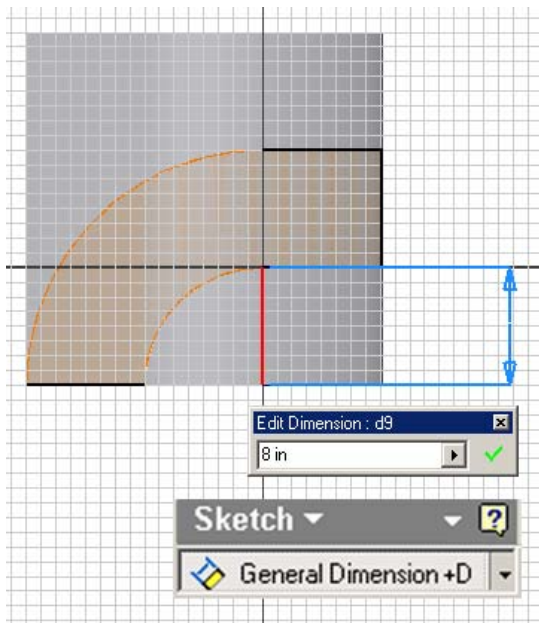 Edit Dimension : d9
8 in
Sketch
General Dimension +D